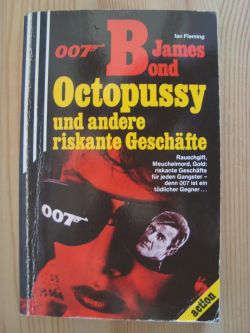 Ian Fleming
007 James
Bond
Octopussy
und andere
riskante Geschäfte
Rauschgift,
Meuchelmord, Gold:
riskante Geschäfte
für jeden Gangster –
denn 007 ist ein
tödlicher Gegner...
007
action